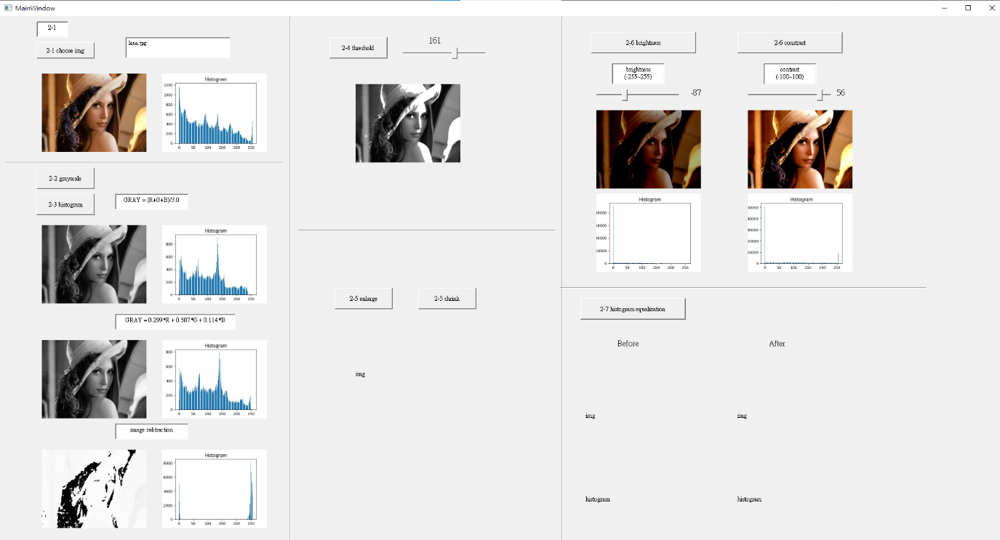 MainWindow
2-1
2-1 choose img
lena.jpg
Histogram
1200
1000
800
600
400
200
0
0 50 100 150 200 250
2-2 grayscale
2-3 histogram
GRAY = (R+G+B)/3.0
Histogram
800
600
400
200
0
0 50 100 150 200 250
GRAY = 0.299*R + 0.587*G + 0.114*B
Histogram
800
600
400
200
0
0 50 100 150 200 250
image subtraction
Histogram
8000
6000
4000
2000
0
0 50 100 150 200 250
2-4 threshold
161
2-5 enlarge
2-5 shrink
img
2-6 brightness
2-6 constrast
brightness
(-255~255)
-87
contrast
(-100~100)
56
Histogram
0000
0000
0000
0000
0
0 50 100 150 200 250
Histogram
50000
40000
30000
20000
10000
0
0 50 100 150 200 250
2-7 histogram equalization
Before
After
img
img
histogram
histogram